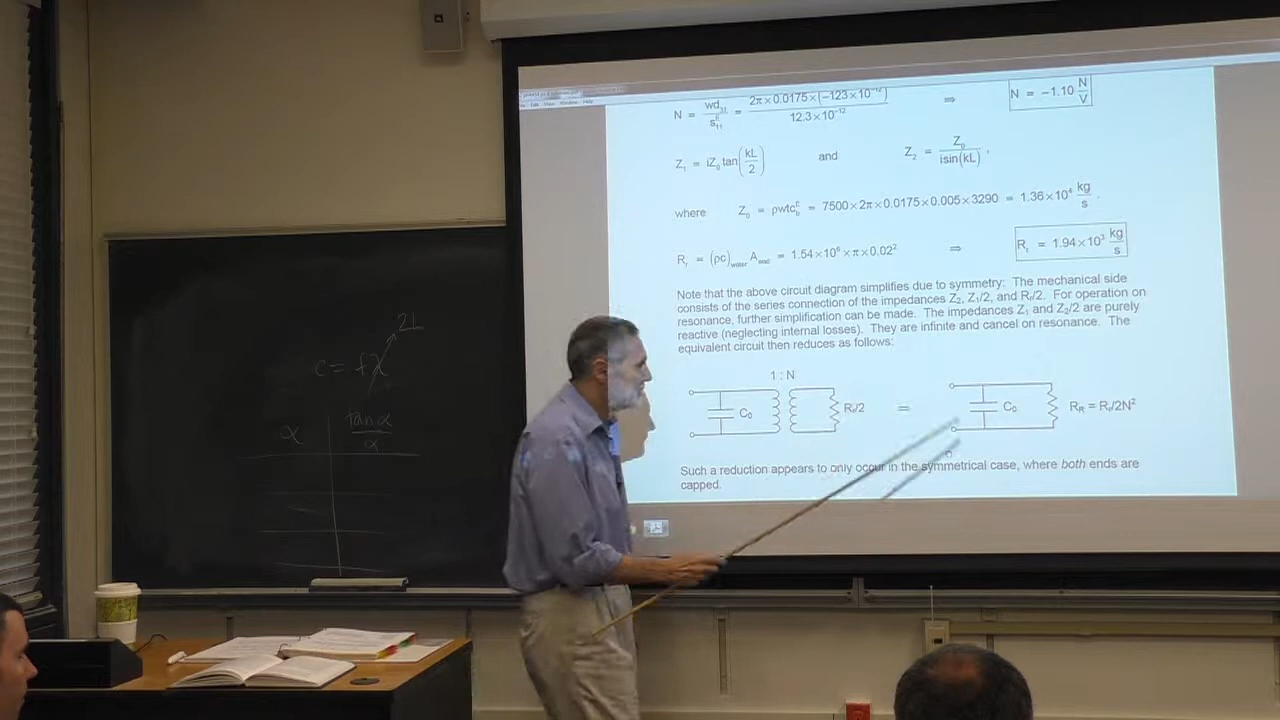 N = wd₃₁/s₁₁ᴱ = 2π×0.0175×(−123×10⁻¹²)/12.3×10⁻¹² ⇒ N = −1.10 N/V
Z₁ = iZ₀ tan(kL/2) and Z₂ = Z₀/isin(kL) ,
where Z₀ = ρwtc₀ᴱ = 7500×2π×0.0175×0.005×3290 = 1.36×10⁴ kg/s .
Rᵣ = (ρc)water Aend = 1.54×10⁶×π×0.02² ⇒ Rᵣ = 1.94×10³ kg/s
Note that the above circuit diagram simplifies due to symmetry: The mechanical side
consists of the series connection of the impedances Z₂, Z₁/2, and Rᵣ/2. For operation on
resonance, further simplification can be made. The impedances Z₁ and Z₂/2 are purely
reactive (neglecting internal losses). They are infinite and cancel on resonance. The
equivalent circuit then reduces as follows:
1 : N
C₀ Rᵣ/2 = C₀ Rᴿ = Rᵣ/2N²
Such a reduction appears to only occur in the symmetrical case, where both ends are
capped.
2L
c = fλ
α tanα/α